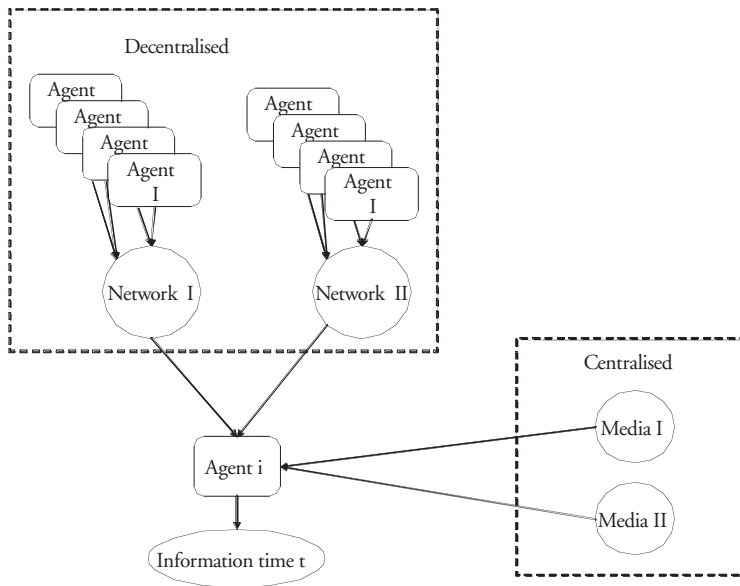 Decentralised
Agent
Agent
Agent
Agent
I
Agent
Agent
Agent
Agent
I
Network I
Network II
Centralised
Media I
Agent i
Media II
Information time t